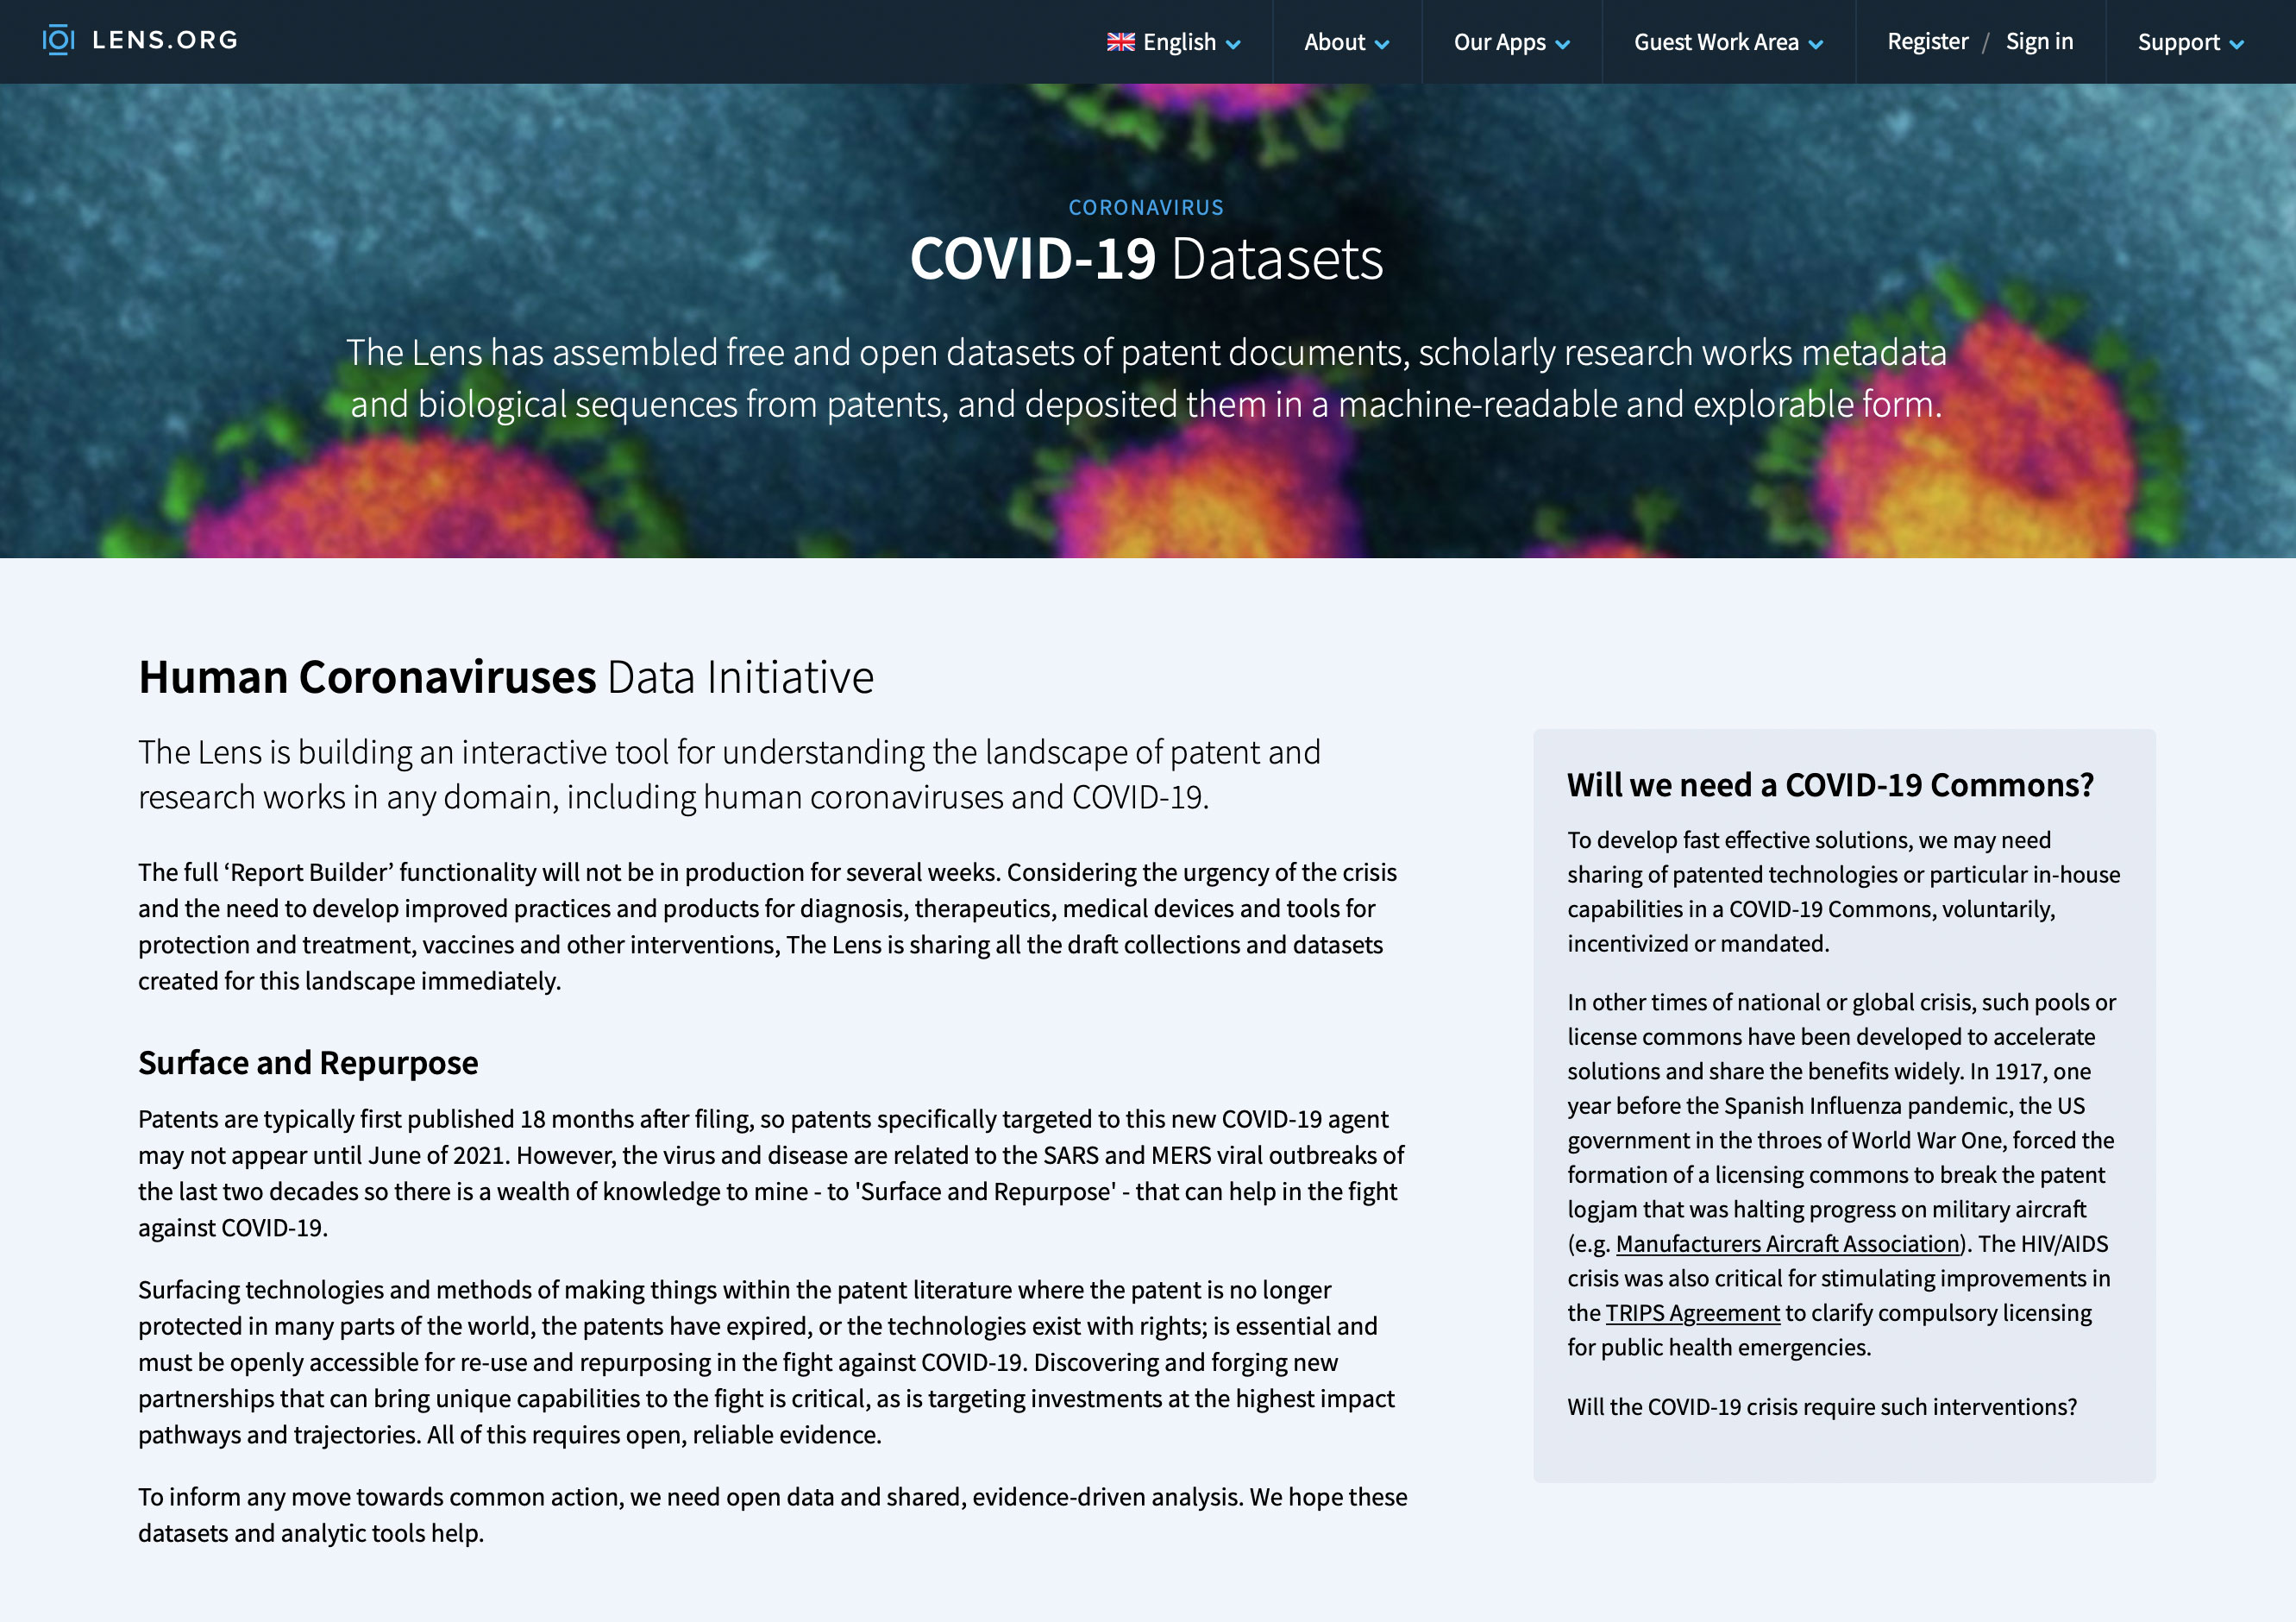 LENS.ORG
English
About
Our Apps
Guest Work Area
Register / Sign in
Support
CORONAVIRUS
COVID-19 Datasets
The Lens has assembled free and open datasets of patent documents, scholarly research works metadata
and biological sequences from patents, and deposited them in a machine-readable and explorable form.
Human Coronaviruses Data Initiative
The Lens is building an interactive tool for understanding the landscape of patent and
research works in any domain, including human coronaviruses and COVID-19.
The full ‘Report Builder’ functionality will not be in production for several weeks. Considering the urgency of the crisis
and the need to develop improved practices and products for diagnosis, therapeutics, medical devices and tools for
protection and treatment, vaccines and other interventions, The Lens is sharing all the draft collections and datasets
created for this landscape immediately.
Surface and Repurpose
Patents are typically first published 18 months after filing, so patents specifically targeted to this new COVID-19 agent
may not appear until June of 2021. However, the virus and disease are related to the SARS and MERS viral outbreaks of
the last two decades so there is a wealth of knowledge to mine - to 'Surface and Repurpose' - that can help in the fight
against COVID-19.
Surfacing technologies and methods of making things within the patent literature where the patent is no longer
protected in many parts of the world, the patents have expired, or the technologies exist with rights; is essential and
must be openly accessible for re-use and repurposing in the fight against COVID-19. Discovering and forging new
partnerships that can bring unique capabilities to the fight is critical, as is targeting investments at the highest impact
pathways and trajectories. All of this requires open, reliable evidence.
To inform any move towards common action, we need open data and shared, evidence-driven analysis. We hope these
datasets and analytic tools help.
Will we need a COVID-19 Commons?
To develop fast effective solutions, we may need
sharing of patented technologies or particular in-house
capabilities in a COVID-19 Commons, voluntarily,
incentivized or mandated.
In other times of national or global crisis, such pools or
license commons have been developed to accelerate
solutions and share the benefits widely. In 1917, one
year before the Spanish Influenza pandemic, the US
government in the throes of World War One, forced the
formation of a licensing commons to break the patent
logjam that was halting progress on military aircraft
(e.g. Manufacturers Aircraft Association). The HIV/AIDS
crisis was also critical for stimulating improvements in
the TRIPS Agreement to clarify compulsory licensing
for public health emergencies.
Will the COVID-19 crisis require such interventions?